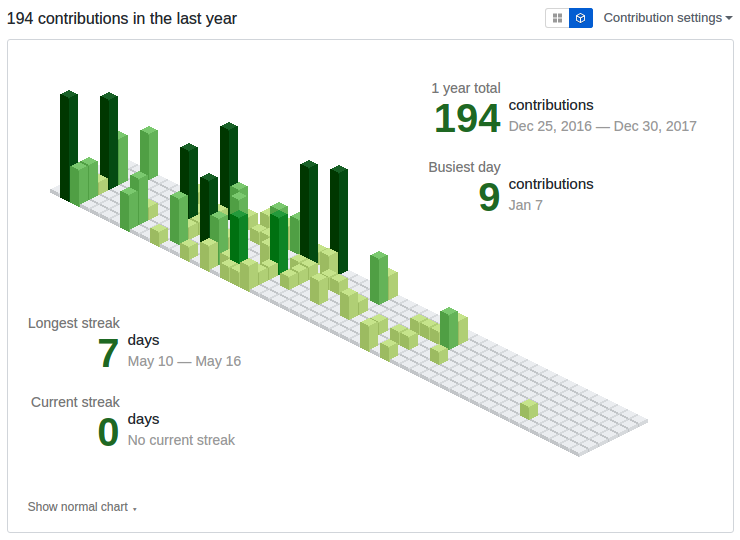 194 contributions in the last year
Contribution settings
1 year total
194 contributions
Dec 25, 2016 — Dec 30, 2017
Busiest day
9 contributions
Jan 7
Longest streak
7 days
May 10 — May 16
Current streak
0 days
No current streak
Show normal chart